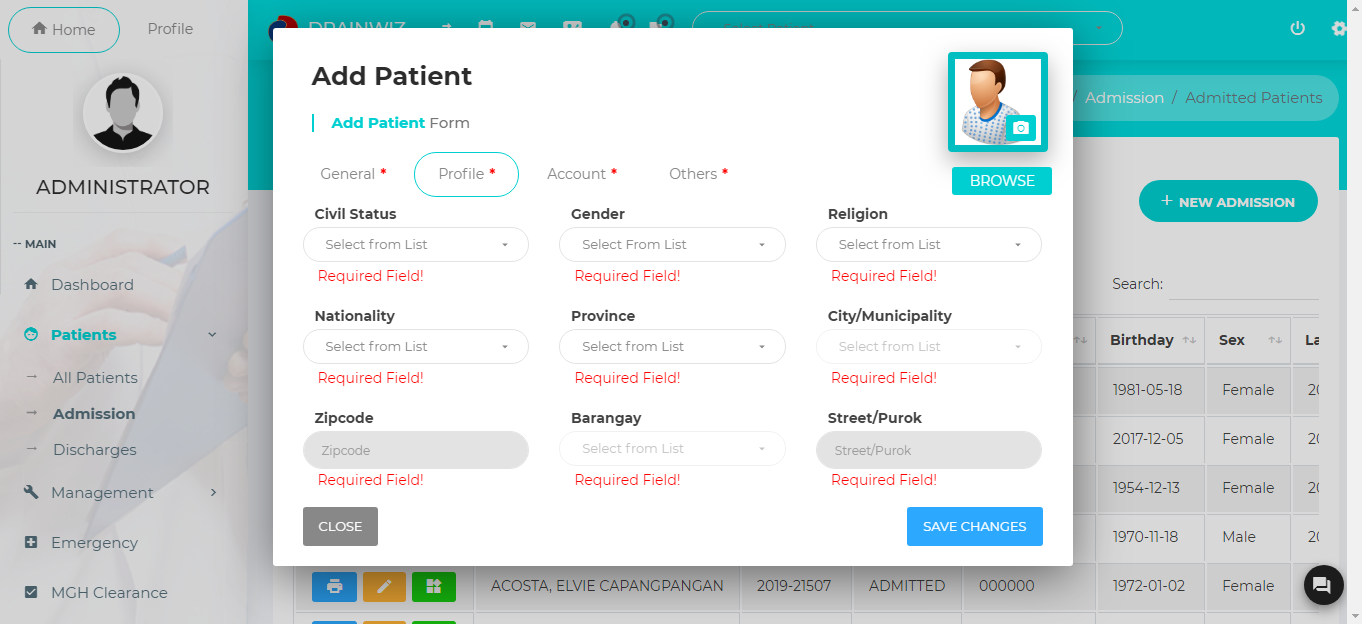 Home
Profile
DRAINWIZ
ADMINISTRATOR
-- MAIN
Dashboard
Patients
All Patients
Admission
Discharges
Management
Emergency
MGH Clearance
/ Admission / Admitted Patients
+ NEW ADMISSION
Search:
Birthday Sex La
1981-05-18 Female 20
2017-12-05 Female 20
1954-12-13 Female 20
1970-11-18 Male 20
ACOSTA, ELVIE CAPANGPANGAN 2019-21507 ADMITTED 000000 1972-01-02 Female 20
Add Patient
Add Patient Form
BROWSE
General * Profile * Account * Others *
Civil Status Gender Religion
Select from List Select From List Select from List
Required Field! Required Field! Required Field!
Nationality Province City/Municipality
Select from List Select from List Select from List
Required Field! Required Field! Required Field!
Zipcode Barangay Street/Purok
Zipcode Select from List Street/Purok
Required Field! Required Field! Required Field!
CLOSE SAVE CHANGES